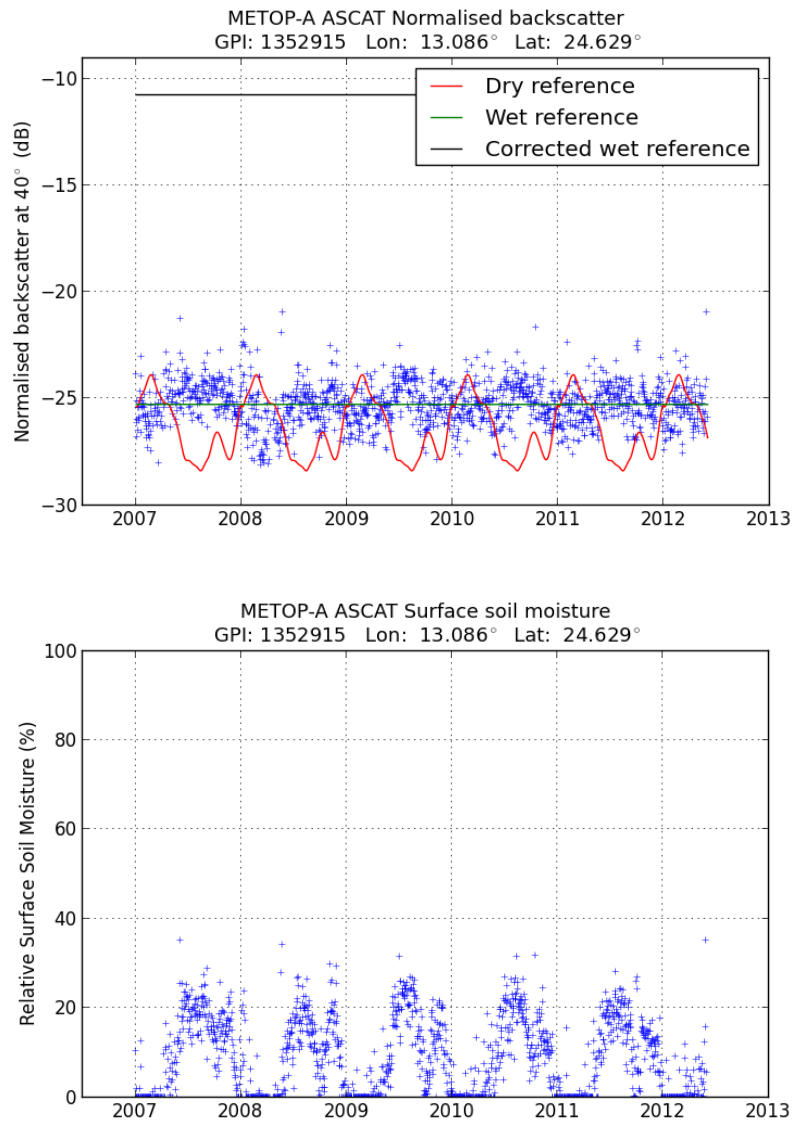 METOP-A ASCAT Normalised backscatter
GPI: 1352915 Lon: 13.086° Lat: 24.629°
Normalised backscatter at 40° (dB)
−10
−15
−20
−25
−30
Dry reference
Wet reference
Corrected wet reference
2007 2008 2009 2010 2011 2012 2013
METOP-A ASCAT Surface soil moisture
GPI: 1352915 Lon: 13.086° Lat: 24.629°
Relative Surface Soil Moisture (%)
100
80
60
40
20
0
2007 2008 2009 2010 2011 2012 2013